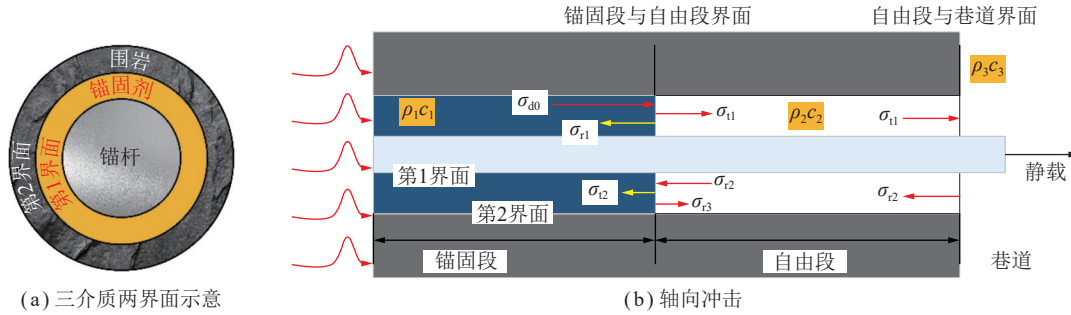 围岩
锚固剂
锚杆
第1界面
第2界面
(a) 三介质两界面示意
锚固段与自由段界面
自由段与巷道界面
ρ₃c₃
ρ₁c₁
σd0
σt1
ρ₂c₂
σt1
σr1
静载
第1界面
σt2
σr2
σr2
第2界面
σr3
锚固段
自由段
巷道
(b) 轴向冲击